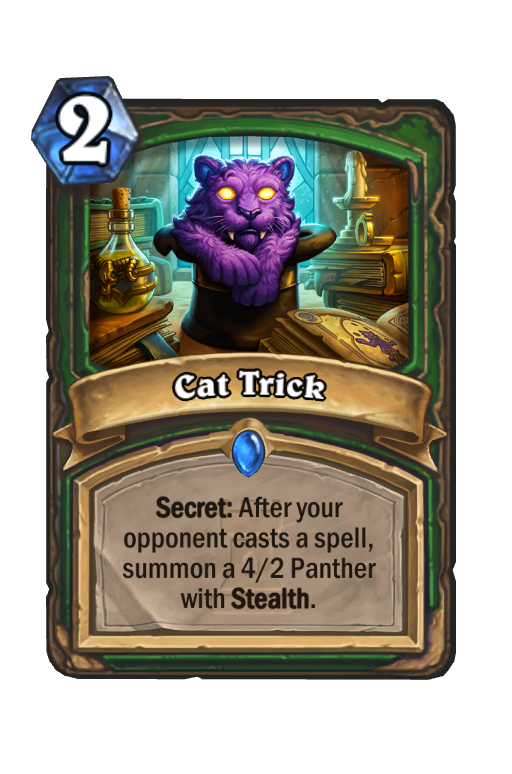 2
Cat Trick
Secret: After your
opponent casts a spell,
summon a 4/2 Panther
with Stealth.